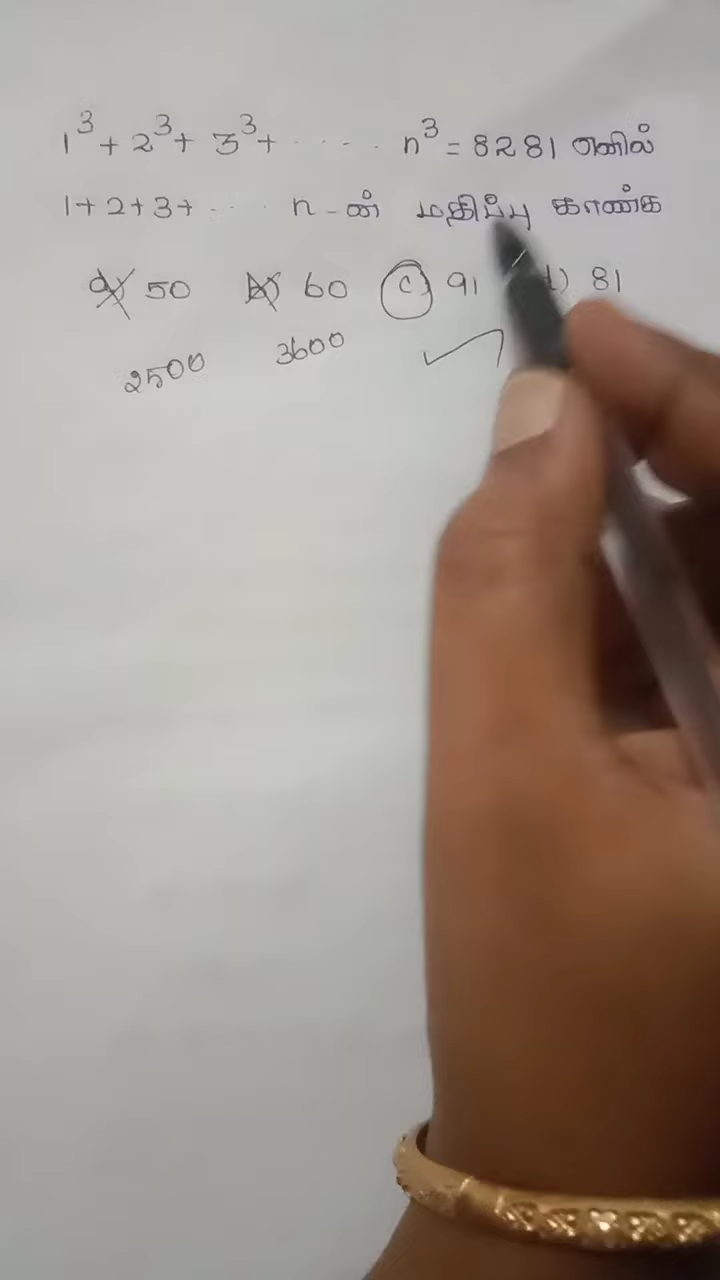 1³ + 2³ + 3³ + ..... n³ = 8281 எனில்
1 + 2 + 3 + ... n - ன் மதிப்பு காண்க
a) 50 b) 60 c) 91 d) 81
2500 3600